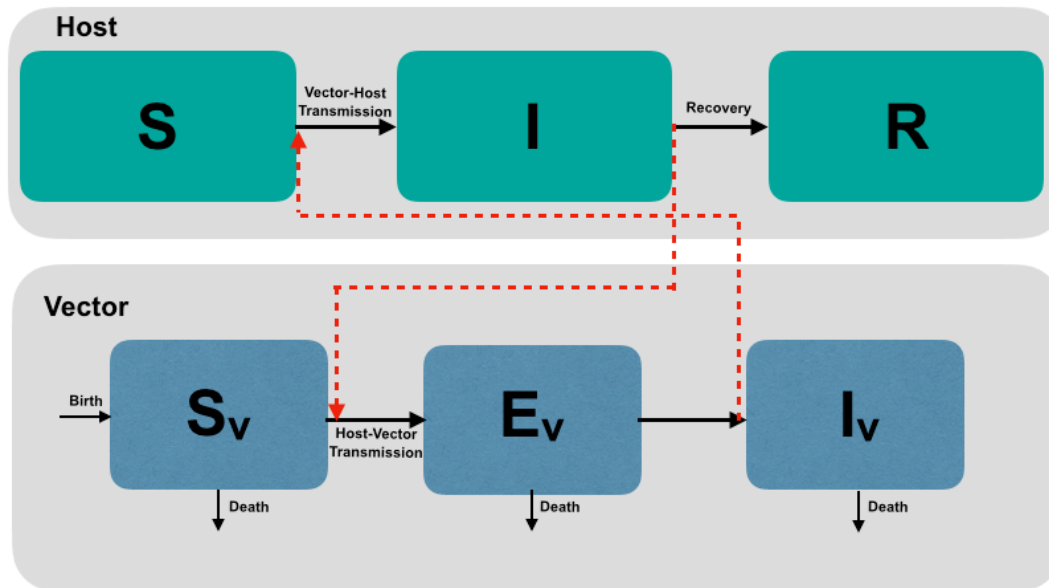 Host
S
Vector-Host
Transmission
I
Recovery
R
Vector
Birth
Sv
Host-Vector
Transmission
Ev
Iv
Death
Death
Death